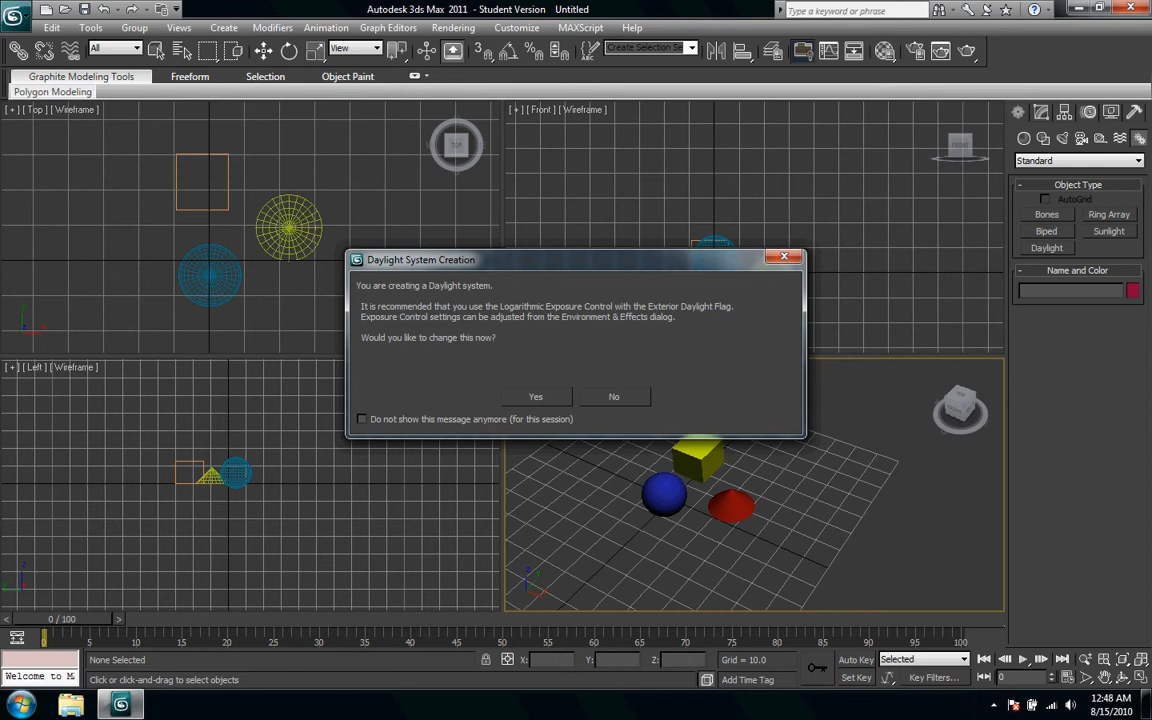 Autodesk 3ds Max 2011 - Student Version Untitled
Type a keyword or phrase
Edit Tools Group Views Create Modifiers Animation Graph Editors Rendering Customize MAXScript Help
All View Create Selection Se
Graphite Modeling Tools Freeform Selection Object Paint
Polygon Modeling
[ + ] [ Top ] [ Wireframe ]
[ + ] [ Front ] [ Wireframe ]
TOP
FRONT
Standard
- Object Type
AutoGrid
Bones Ring Array
Biped Sunlight
Daylight
- Name and Color
Daylight System Creation
You are creating a Daylight system.
It is recommended that you use the Logarithmic Exposure Control with the Exterior Daylight Flag.
Exposure Control settings can be adjusted from the Environment & Effects dialog.
Would you like to change this now?
Yes No
Do not show this message anymore (for this session)
[ + ] [ Left ] [ Wireframe ]
< 0 / 100 >
0 5 10 15 20 25 30 35 40 45 50 55 60 65 70 75 80 85 90 95 100
None Selected X: Y: Z: Grid = 10.0 Auto Key Selected
Welcome to M Click or click-and-drag to select objects Add Time Tag Set Key Key Filters... 0
12:48 AM
8/15/2010